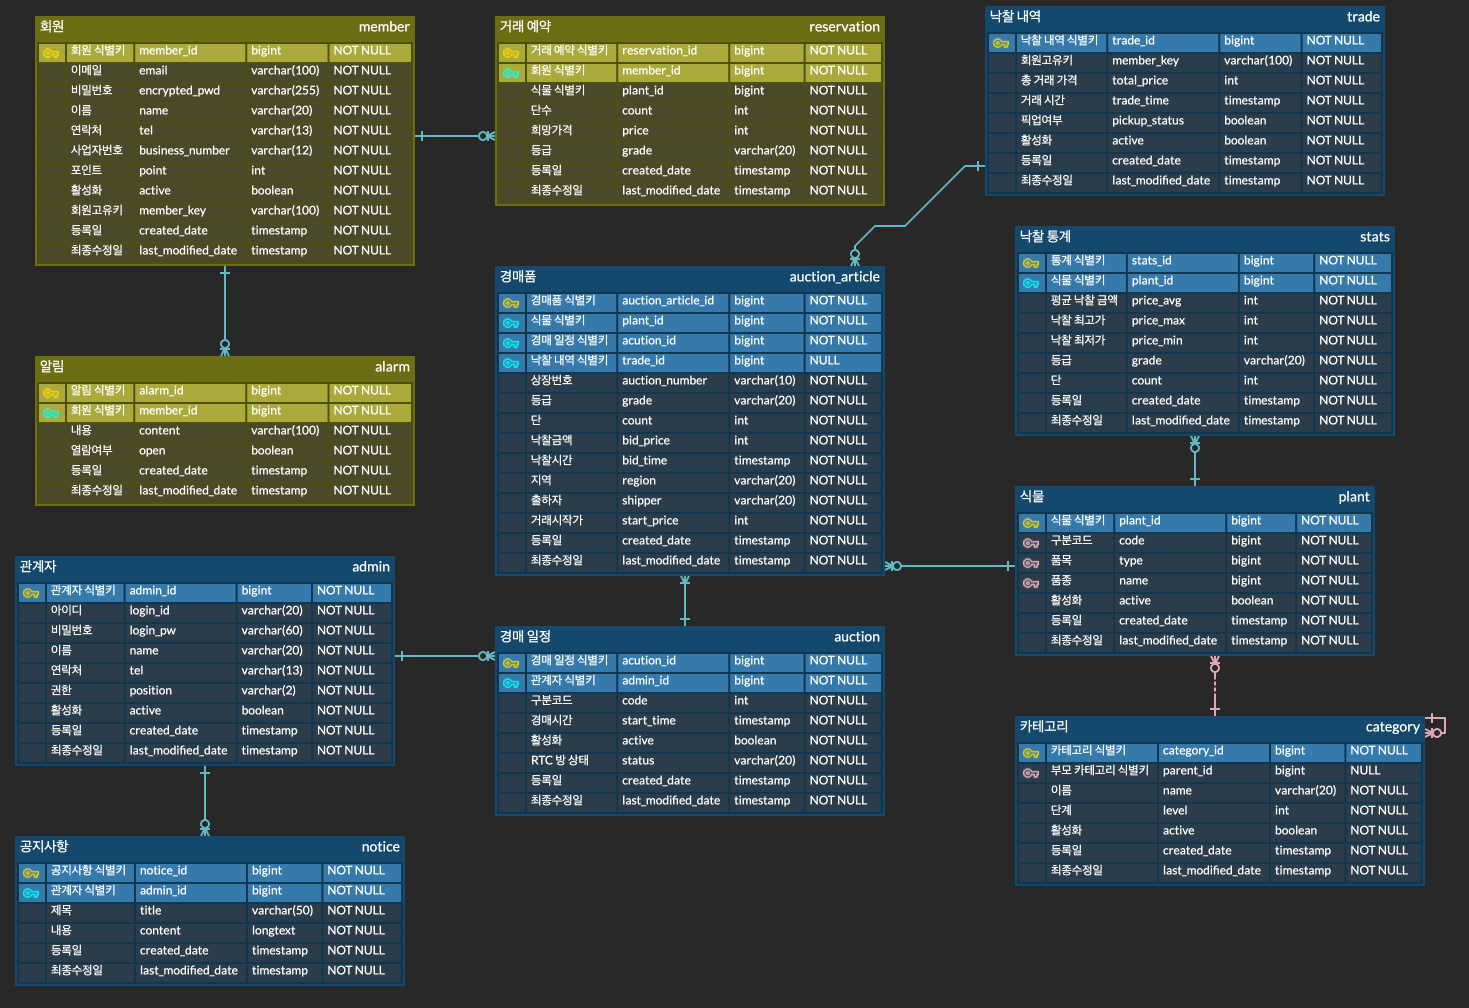 회원 member
회원 식별키 member_id bigint NOT NULL
이메일 email varchar(100) NOT NULL
비밀번호 encrypted_pwd varchar(255) NOT NULL
이름 name varchar(20) NOT NULL
연락처 tel varchar(13) NOT NULL
사업자번호 business_number varchar(12) NOT NULL
포인트 point int NOT NULL
활성화 active boolean NOT NULL
회원고유키 member_key varchar(100) NOT NULL
등록일 created_date timestamp NOT NULL
최종수정일 last_modified_date timestamp NOT NULL
거래 예약 reservation
거래 예약 식별키 reservation_id bigint NOT NULL
회원 식별키 member_id bigint NOT NULL
식물 식별키 plant_id bigint NOT NULL
단수 count int NOT NULL
희망가격 price int NOT NULL
등급 grade varchar(20) NOT NULL
등록일 created_date timestamp NOT NULL
최종수정일 last_modified_date timestamp NOT NULL
낙찰 내역 trade
낙찰 내역 식별키 trade_id bigint NOT NULL
회원고유키 member_key varchar(100) NOT NULL
총 거래 가격 total_price int NOT NULL
거래 시간 trade_time timestamp NOT NULL
픽업여부 pickup_status boolean NOT NULL
활성화 active boolean NOT NULL
등록일 created_date timestamp NOT NULL
최종수정일 last_modified_date timestamp NOT NULL
알림 alarm
알림 식별키 alarm_id bigint NOT NULL
회원 식별키 member_id bigint NOT NULL
내용 content varchar(100) NOT NULL
열람여부 open boolean NOT NULL
등록일 created_date timestamp NOT NULL
최종수정일 last_modified_date timestamp NOT NULL
경매품 auction_article
경매품 식별키 auction_article_id bigint NOT NULL
식물 식별키 plant_id bigint NOT NULL
경매 일정 식별키 acution_id bigint NOT NULL
낙찰 내역 식별키 trade_id bigint NULL
상장번호 auction_number varchar(10) NOT NULL
등급 grade varchar(20) NOT NULL
단 count int NOT NULL
낙찰금액 bid_price int NOT NULL
낙찰시간 bid_time timestamp NOT NULL
지역 region varchar(20) NOT NULL
출하자 shipper varchar(20) NOT NULL
거래시작가 start_price int NOT NULL
등록일 created_date timestamp NOT NULL
최종수정일 last_modified_date timestamp NOT NULL
낙찰 통계 stats
통계 식별키 stats_id bigint NOT NULL
식물 식별키 plant_id bigint NOT NULL
평균 낙찰 금액 price_avg int NOT NULL
낙찰 최고가 price_max int NOT NULL
낙찰 최저가 price_min int NOT NULL
등급 grade varchar(20) NOT NULL
단 count int NOT NULL
등록일 created_date timestamp NOT NULL
최종수정일 last_modified_date timestamp NOT NULL
식물 plant
식물 식별키 plant_id bigint NOT NULL
구분코드 code bigint NOT NULL
품목 type bigint NOT NULL
품종 name bigint NOT NULL
활성화 active boolean NOT NULL
등록일 created_date timestamp NOT NULL
최종수정일 last_modified_date timestamp NOT NULL
관계자 admin
관계자 식별키 admin_id bigint NOT NULL
아이디 login_id varchar(20) NOT NULL
비밀번호 login_pw varchar(60) NOT NULL
이름 name varchar(20) NOT NULL
연락처 tel varchar(13) NOT NULL
권한 position varchar(2) NOT NULL
활성화 active boolean NOT NULL
등록일 created_date timestamp NOT NULL
최종수정일 last_modified_date timestamp NOT NULL
경매 일정 auction
경매 일정 식별키 acution_id bigint NOT NULL
관계자 식별키 admin_id bigint NOT NULL
구분코드 code int NOT NULL
경매시간 start_time timestamp NOT NULL
활성화 active boolean NOT NULL
RTC 방 상태 status varchar(20) NOT NULL
등록일 created_date timestamp NOT NULL
최종수정일 last_modified_date timestamp NOT NULL
카테고리 category
카테고리 식별키 category_id bigint NOT NULL
부모 카테고리 식별키 parent_id bigint NULL
이름 name varchar(20) NOT NULL
단계 level int NOT NULL
활성화 active boolean NOT NULL
등록일 created_date timestamp NOT NULL
최종수정일 last_modified_date timestamp NOT NULL
공지사항 notice
공지사항 식별키 notice_id bigint NOT NULL
관계자 식별키 admin_id bigint NOT NULL
제목 title varchar(50) NOT NULL
내용 content longtext NOT NULL
등록일 created_date timestamp NOT NULL
최종수정일 last_modified_date timestamp NOT NULL